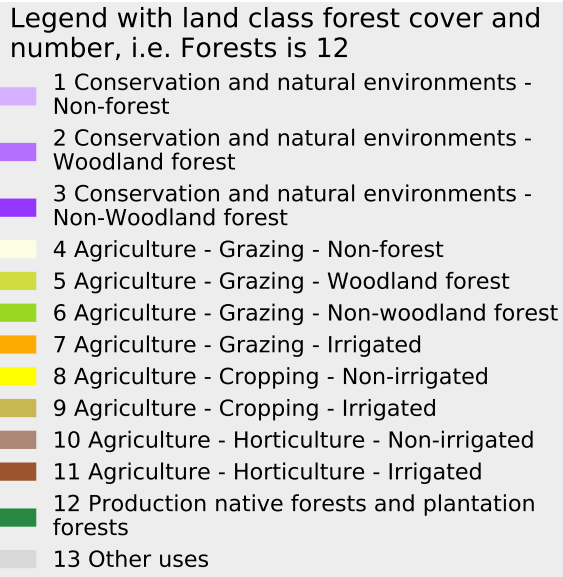 Legend with land class forest cover and
number, i.e. Forests is 12
1 Conservation and natural environments -
Non-forest
2 Conservation and natural environments -
Woodland forest
3 Conservation and natural environments -
Non-Woodland forest
4 Agriculture - Grazing - Non-forest
5 Agriculture - Grazing - Woodland forest
6 Agriculture - Grazing - Non-woodland forest
7 Agriculture - Grazing - Irrigated
8 Agriculture - Cropping - Non-irrigated
9 Agriculture - Cropping - Irrigated
10 Agriculture - Horticulture - Non-irrigated
11 Agriculture - Horticulture - Irrigated
12 Production native forests and plantation
forests
13 Other uses